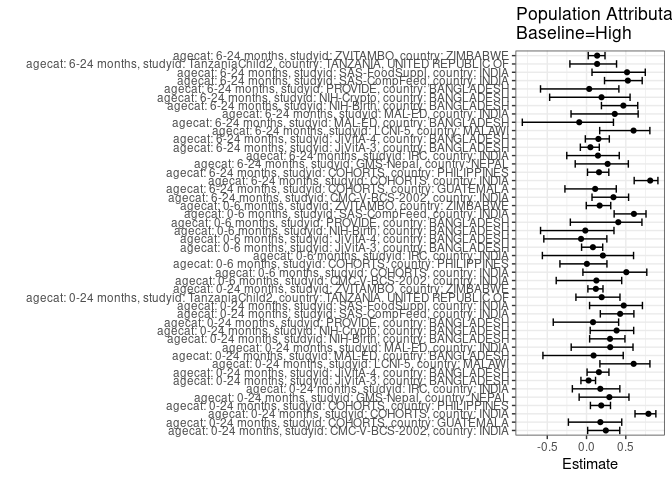 Population Attributa
Baseline=High
agecat: 6-24 months, studyid: ZVITAMBO, country: ZIMBABWE
agecat: 6-24 months, studyid: TanzaniaChild2, country: TANZANIA, UNITED REPUBLIC OF
agecat: 6-24 months, studyid: SAS-FoodSuppl, country: INDIA
agecat: 6-24 months, studyid: SAS-CompFeed, country: INDIA
agecat: 6-24 months, studyid: PROVIDE, country: BANGLADESH
agecat: 6-24 months, studyid: NIH-Crypto, country: BANGLADESH
agecat: 6-24 months, studyid: NIH-Birth, country: BANGLADESH
agecat: 6-24 months, studyid: MAL-ED, country: INDIA
agecat: 6-24 months, studyid: MAL-ED, country: BANGLADESH
agecat: 6-24 months, studyid: LCNI-5, country: MALAWI
agecat: 6-24 months, studyid: JiVitA-4, country: BANGLADESH
agecat: 6-24 months, studyid: JiVitA-3, country: BANGLADESH
agecat: 6-24 months, studyid: IRC, country: INDIA
agecat: 6-24 months, studyid: GMS-Nepal, country: NEPAL
agecat: 6-24 months, studyid: COHORTS, country: PHILIPPINES
agecat: 6-24 months, studyid: COHORTS, country: INDIA
agecat: 6-24 months, studyid: COHORTS, country: GUATEMALA
agecat: 6-24 months, studyid: CMC-V-BCS-2002, country: INDIA
agecat: 0-6 months, studyid: ZVITAMBO, country: ZIMBABWE
agecat: 0-6 months, studyid: SAS-CompFeed, country: INDIA
agecat: 0-6 months, studyid: PROVIDE, country: BANGLADESH
agecat: 0-6 months, studyid: NIH-Birth, country: BANGLADESH
agecat: 0-6 months, studyid: JiVitA-4, country: BANGLADESH
agecat: 0-6 months, studyid: JiVitA-3, country: BANGLADESH
agecat: 0-6 months, studyid: IRC, country: INDIA
agecat: 0-6 months, studyid: COHORTS, country: PHILIPPINES
agecat: 0-6 months, studyid: COHORTS, country: INDIA
agecat: 0-6 months, studyid: CMC-V-BCS-2002, country: INDIA
agecat: 0-24 months, studyid: ZVITAMBO, country: ZIMBABWE
agecat: 0-24 months, studyid: TanzaniaChild2, country: TANZANIA, UNITED REPUBLIC OF
agecat: 0-24 months, studyid: SAS-FoodSuppl, country: INDIA
agecat: 0-24 months, studyid: SAS-CompFeed, country: INDIA
agecat: 0-24 months, studyid: PROVIDE, country: BANGLADESH
agecat: 0-24 months, studyid: NIH-Crypto, country: BANGLADESH
agecat: 0-24 months, studyid: NIH-Birth, country: BANGLADESH
agecat: 0-24 months, studyid: MAL-ED, country: INDIA
agecat: 0-24 months, studyid: MAL-ED, country: BANGLADESH
agecat: 0-24 months, studyid: LCNI-5, country: MALAWI
agecat: 0-24 months, studyid: JiVitA-4, country: BANGLADESH
agecat: 0-24 months, studyid: JiVitA-3, country: BANGLADESH
agecat: 0-24 months, studyid: IRC, country: INDIA
agecat: 0-24 months, studyid: GMS-Nepal, country: NEPAL
agecat: 0-24 months, studyid: COHORTS, country: PHILIPPINES
agecat: 0-24 months, studyid: COHORTS, country: INDIA
agecat: 0-24 months, studyid: COHORTS, country: GUATEMALA
agecat: 0-24 months, studyid: CMC-V-BCS-2002, country: INDIA
-0.5 0.0 0.5
Estimate